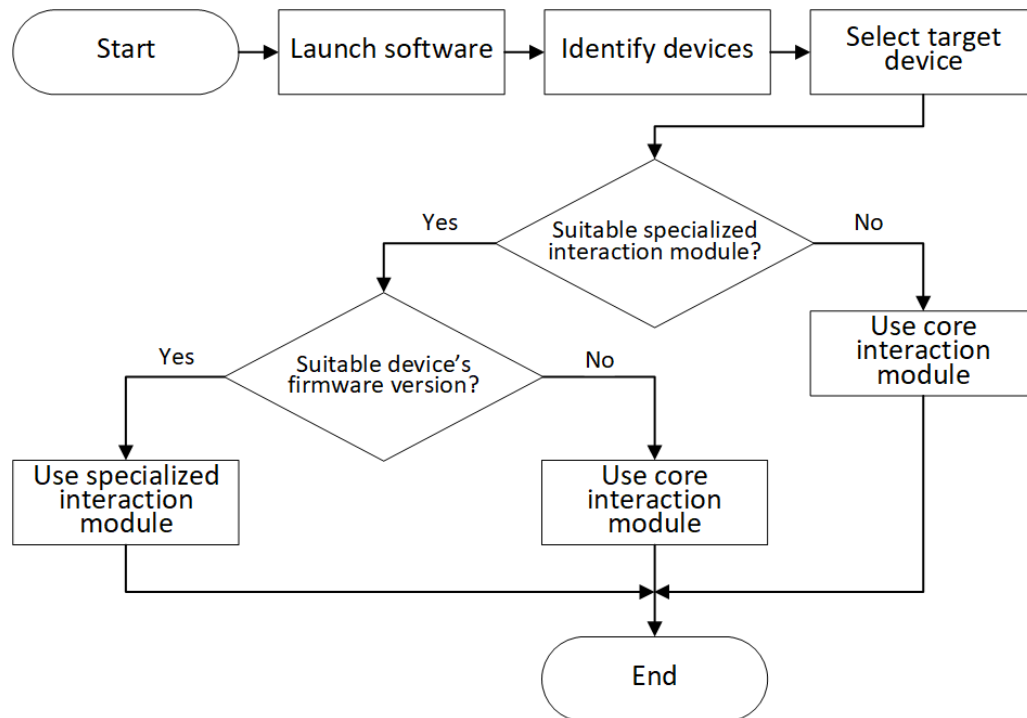 Start
Launch software
Identify devices
Select target
device
Suitable specialized
interaction module?
Yes
No
Suitable device's
firmware version?
Yes
No
Use core
interaction
module
Use specialized
interaction
module
Use core
interaction
module
End